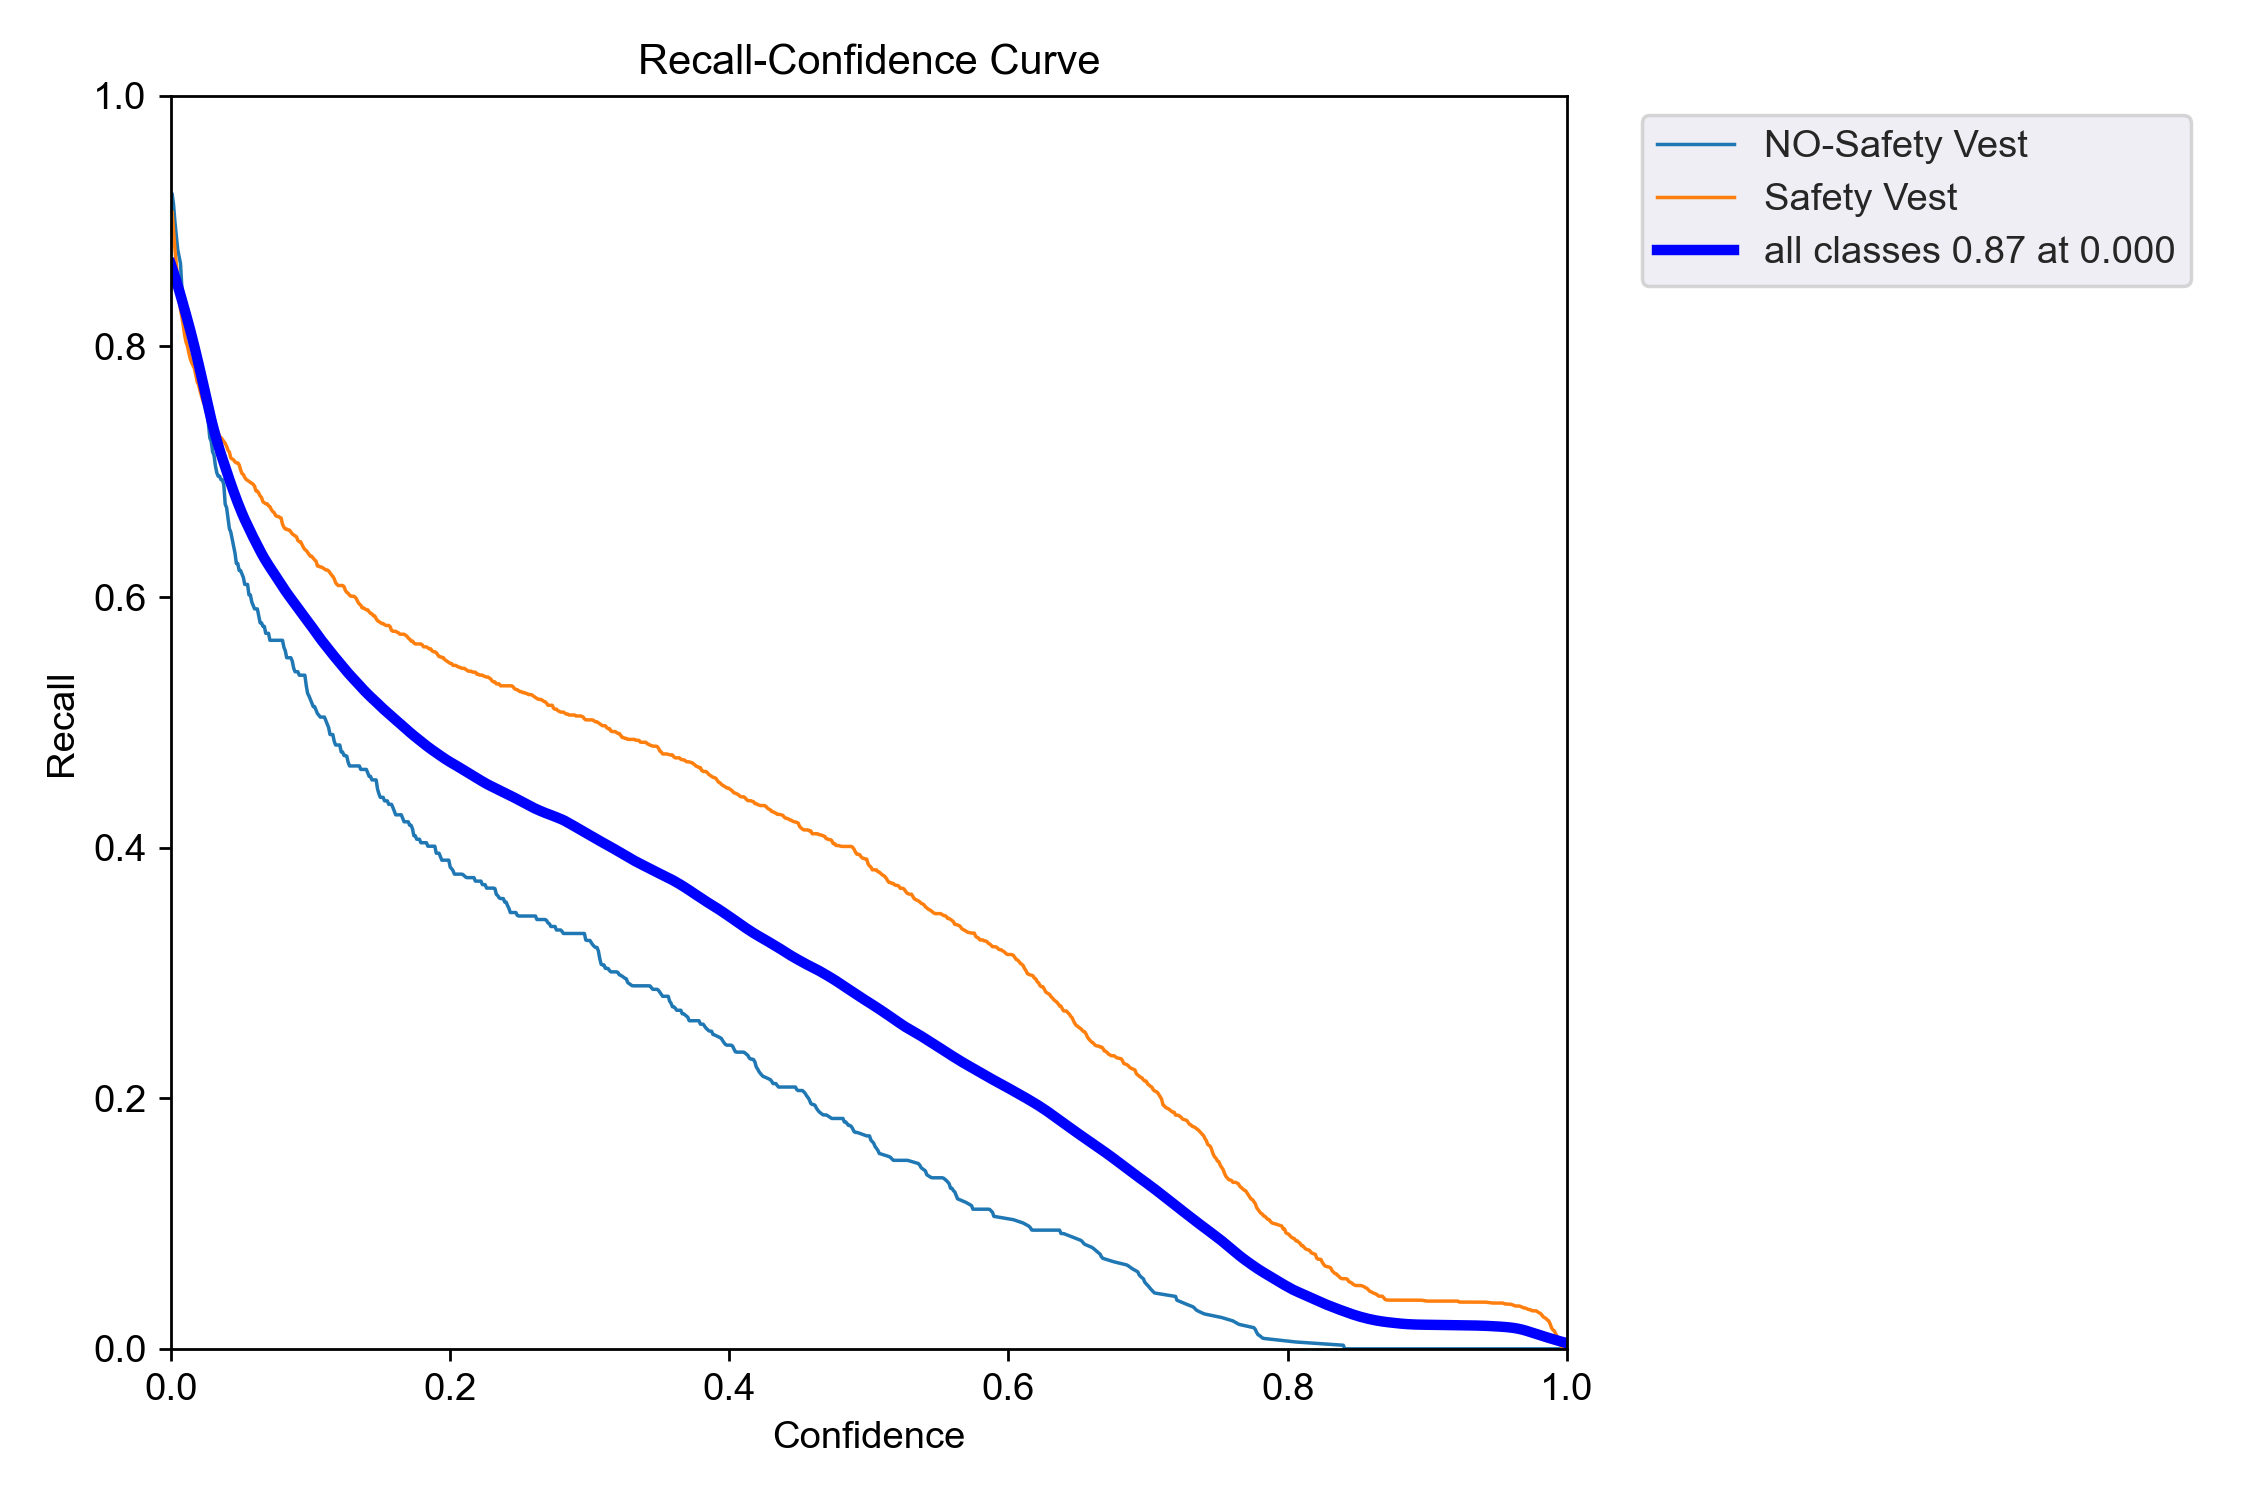 Recall-Confidence Curve
1.0
0.8
0.6
0.4
0.2
0.0
Recall
0.0 0.2 0.4 0.6 0.8 1.0
Confidence
NO-Safety Vest
Safety Vest
all classes 0.87 at 0.000